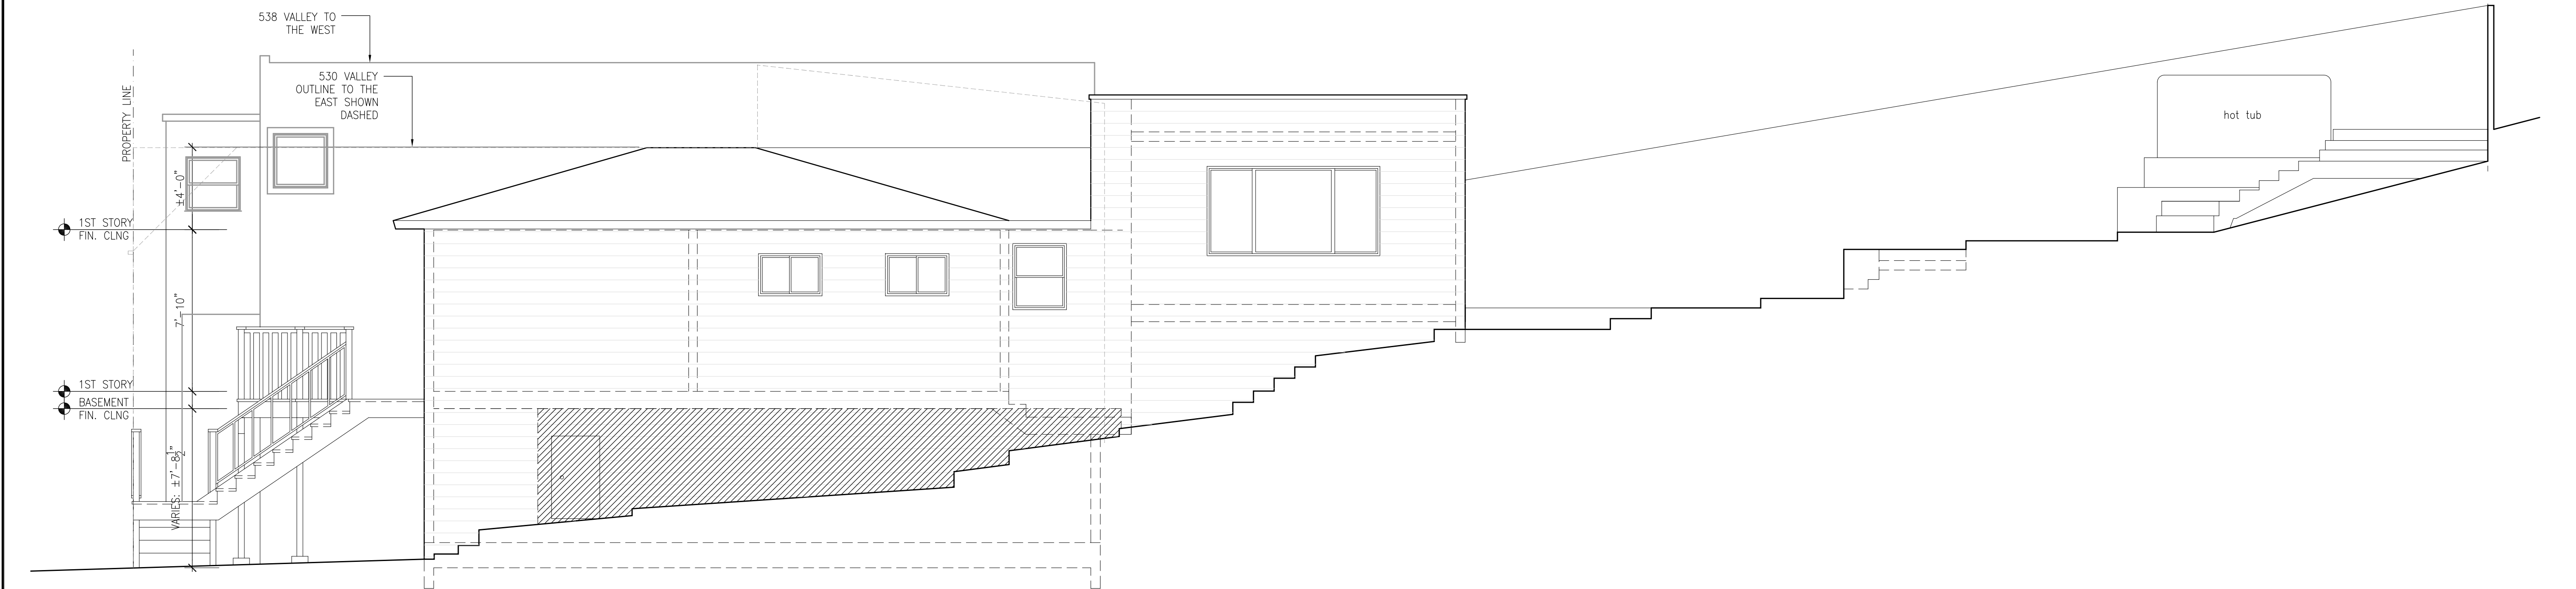 538 VALLEY TO
THE WEST
530 VALLEY
OUTLINE TO THE
EAST SHOWN
DASHED
PROPERTY LINE
hot tub
±4'-0"
1ST STORY
FIN. CLNG
7'-10"
1ST STORY
BASEMENT
FIN. CLNG
VARIES: ±7'-8½"